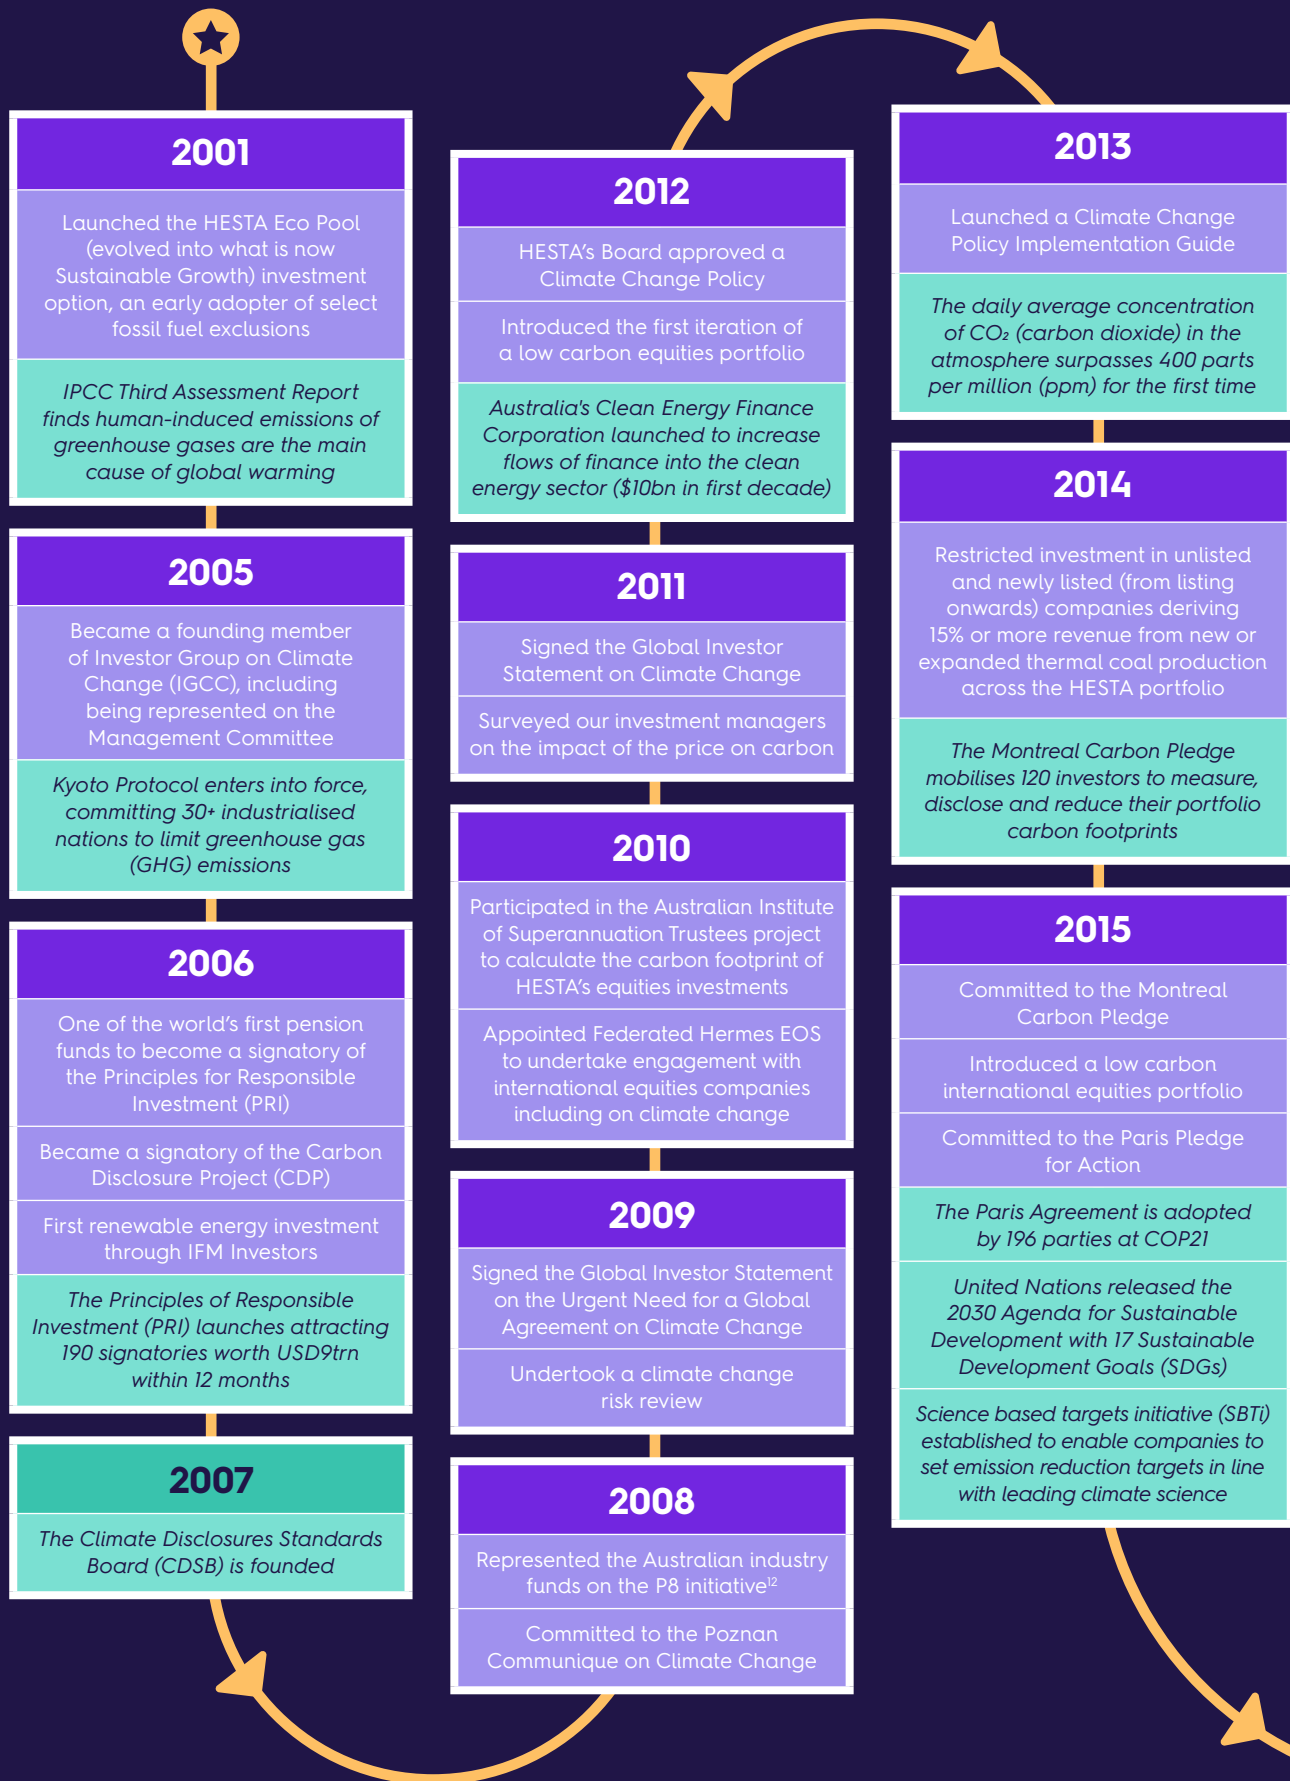 2001
Launched the HESTA Eco Pool
(evolved into what is now
Sustainable Growth) investment
option, an early adopter of select
fossil fuel exclusions
IPCC Third Assessment Report
finds human-induced emissions of
greenhouse gases are the main
cause of global warming
2005
Became a founding member
of Investor Group on Climate
Change (IGCC), including
being represented on the
Management Committee
Kyoto Protocol enters into force,
committing 30+ industrialised
nations to limit greenhouse gas
(GHG) emissions
2006
One of the world's first pension
funds to become a signatory of
the Principles for Responsible
Investment (PRI)
Became a signatory of the Carbon
Disclosure Project (CDP)
First renewable energy investment
through IFM Investors
The Principles of Responsible
Investment (PRI) launches attracting
190 signatories worth USD9trn
within 12 months
2007
The Climate Disclosures Standards
Board (CDSB) is founded
2012
HESTA's Board approved a
Climate Change Policy
Introduced the first iteration of
a low carbon equities portfolio
Australia's Clean Energy Finance
Corporation launched to increase
flows of finance into the clean
energy sector ($10bn in first decade)
2011
Signed the Global Investor
Statement on Climate Change
Surveyed our investment managers
on the impact of the price on carbon
2010
Participated in the Australian Institute
of Superannuation Trustees project
to calculate the carbon footprint of
HESTA's equities investments
Appointed Federated Hermes EOS
to undertake engagement with
international equities companies
including on climate change
2009
Signed the Global Investor Statement
on the Urgent Need for a Global
Agreement on Climate Change
Undertook a climate change
risk review
2008
Represented the Australian industry
funds on the P8 initiative¹²
Committed to the Poznan
Communique on Climate Change
2013
Launched a Climate Change
Policy Implementation Guide
The daily average concentration
of CO₂ (carbon dioxide) in the
atmosphere surpasses 400 parts
per million (ppm) for the first time
2014
Restricted investment in unlisted
and newly listed (from listing
onwards) companies deriving
15% or more revenue from new or
expanded thermal coal production
across the HESTA portfolio
The Montreal Carbon Pledge
mobilises 120 investors to measure,
disclose and reduce their portfolio
carbon footprints
2015
Committed to the Montreal
Carbon Pledge
Introduced a low carbon
international equities portfolio
Committed to the Paris Pledge
for Action
The Paris Agreement is adopted
by 196 parties at COP21
United Nations released the
2030 Agenda for Sustainable
Development with 17 Sustainable
Development Goals (SDGs)
Science based targets initiative (SBTi)
established to enable companies to
set emission reduction targets in line
with leading climate science